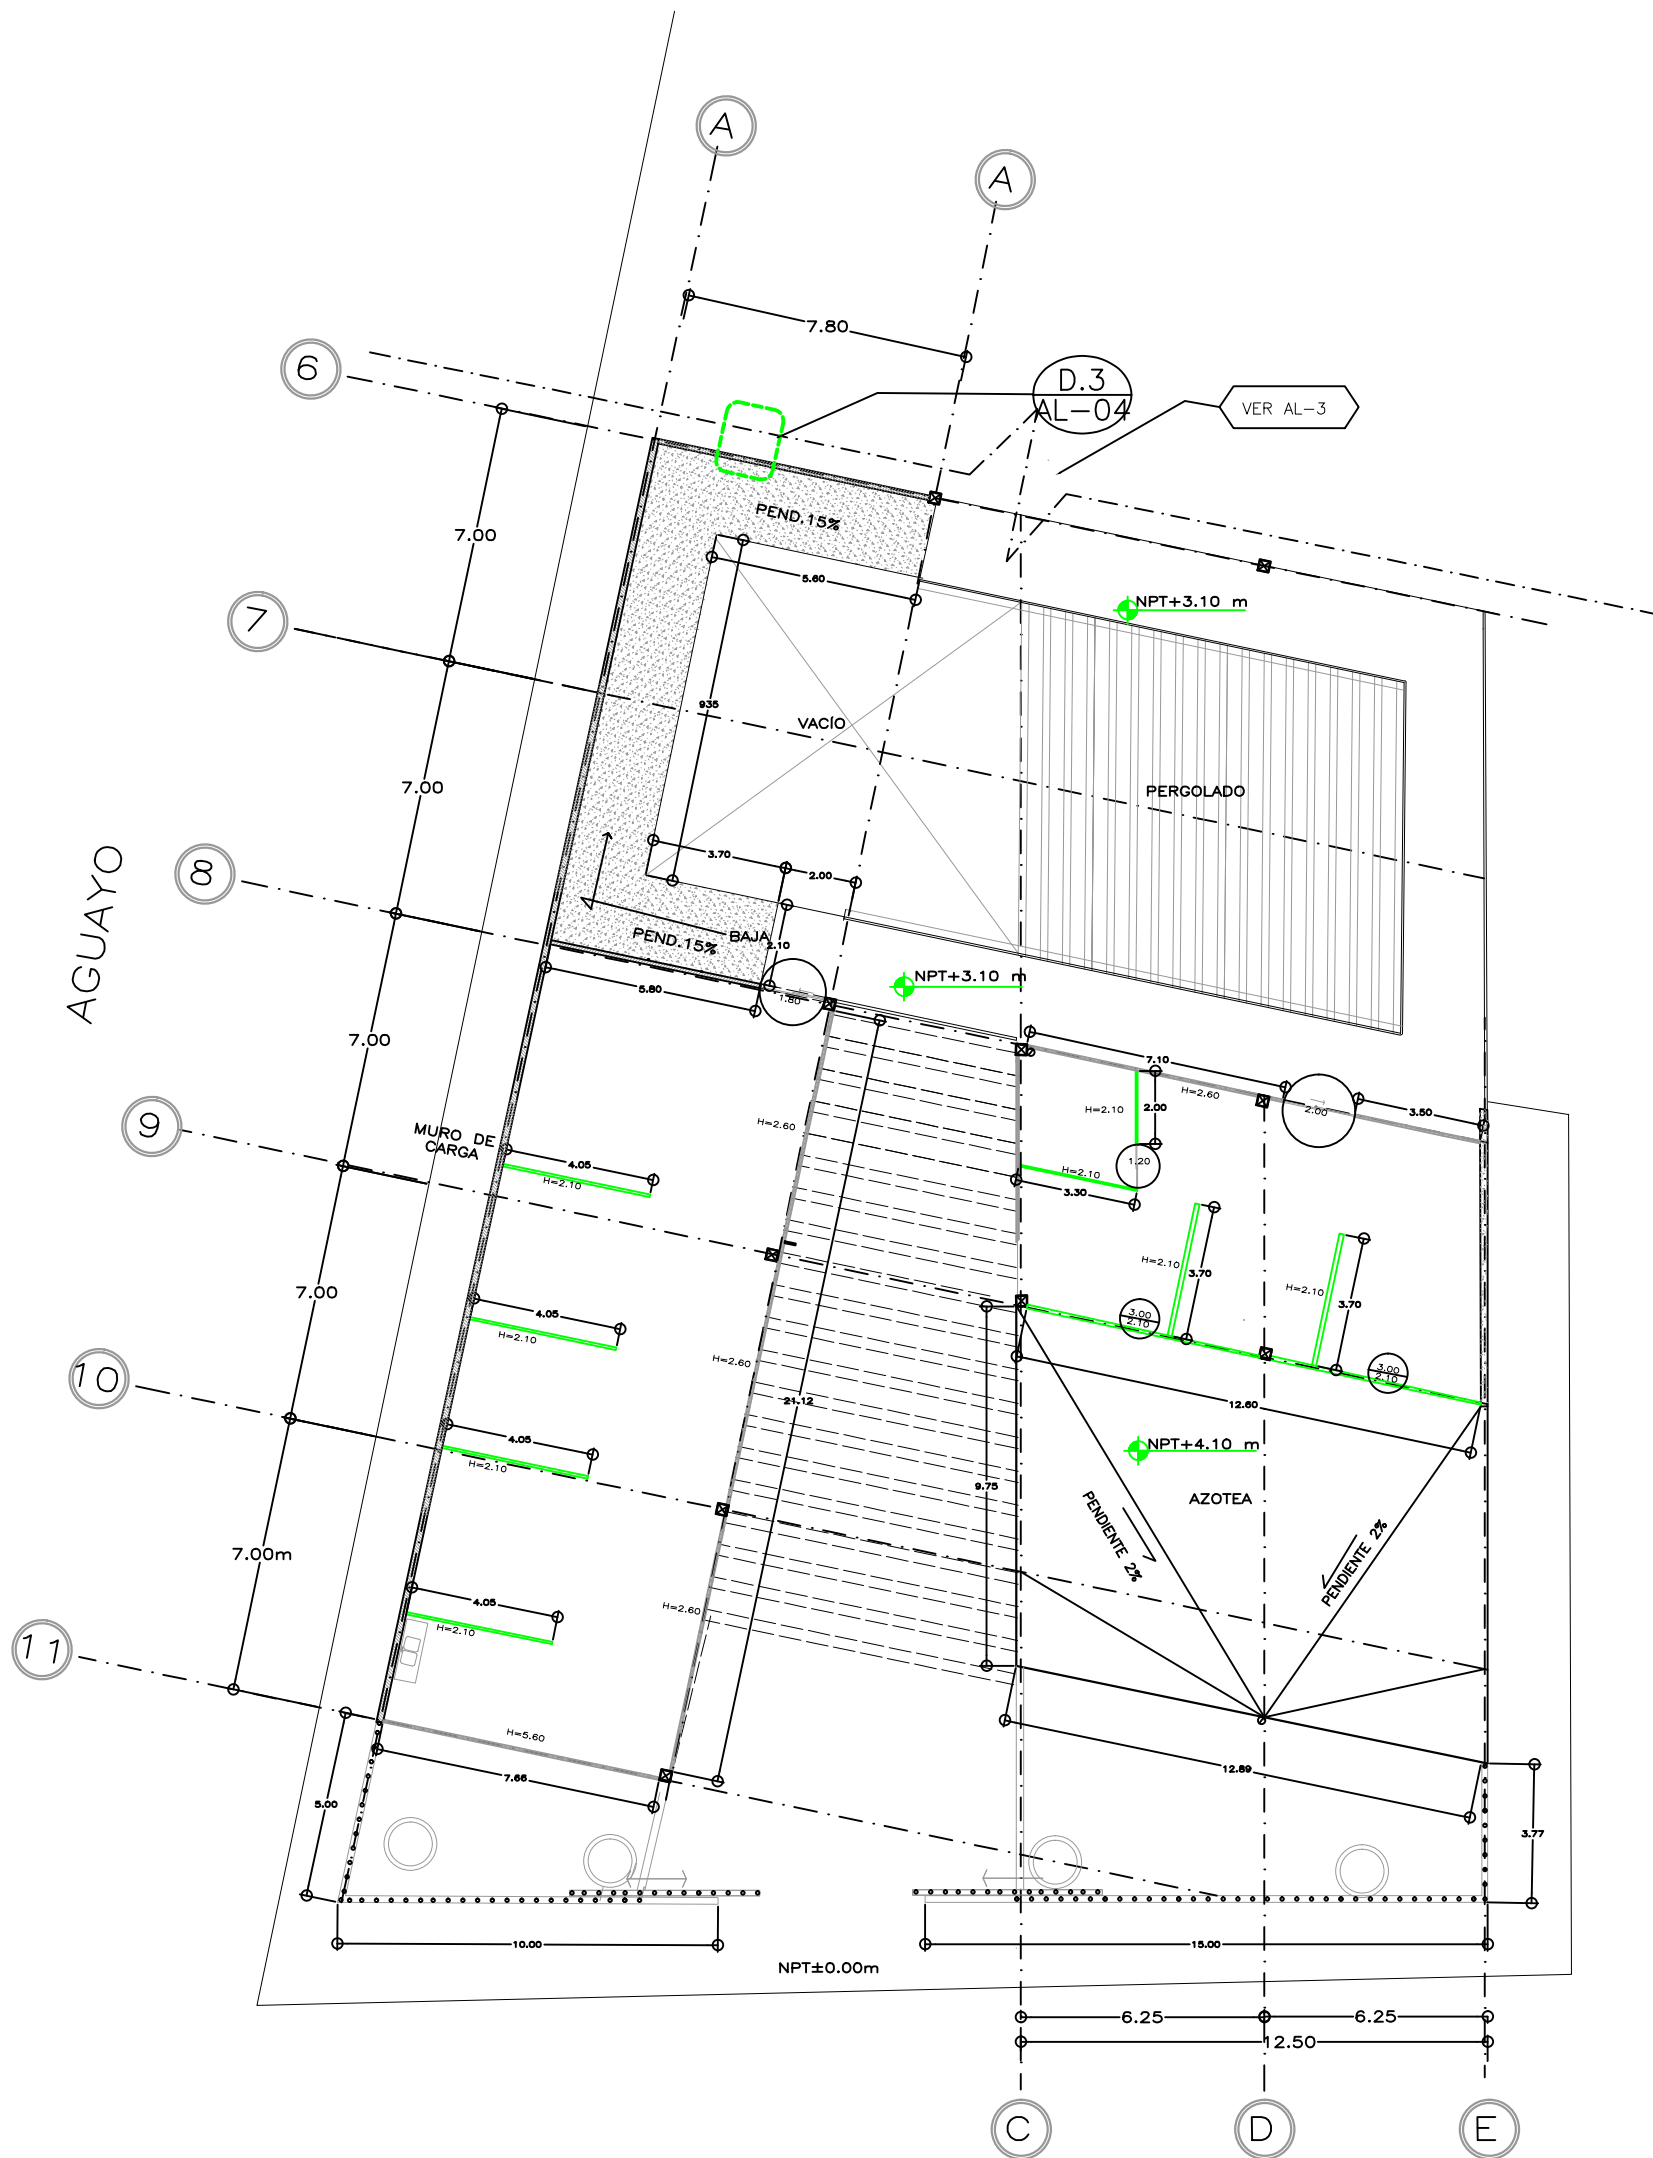 A
A
7.80
6
D.3
AL-04
VER AL-3
7.00
PEND.15%
5.60
NPT+3.10 m
7
935
VACÍO
7.00
PERGOLADO
AGUAYO
8
3.70
2.00
PEND.15%
BAJA
2.10
NPT+3.10 m
5.80
1.80
7.00
7.10
H=2.60
H=2.10
2.00
2.00
3.50
9
MURO DE
CARGA
H=2.60
4.05
H=2.10
1.20
H=2.10
3.30
7.00
H=2.10
3.70
H=2.10
3.70
4.05
H=2.10
3.00
2.10
H=2.60
3.00
2.10
10
21.12
12.60
4.05
H=2.10
NPT+4.10 m
9.75
AZOTEA
PENDIENTE 2%
PENDIENTE 2%
7.00m
4.05
H=2.10
H=2.60
11
H=5.60
7.66
12.89
5.00
3.77
10.00
15.00
NPT±0.00m
6.25
6.25
12.50
C
D
E